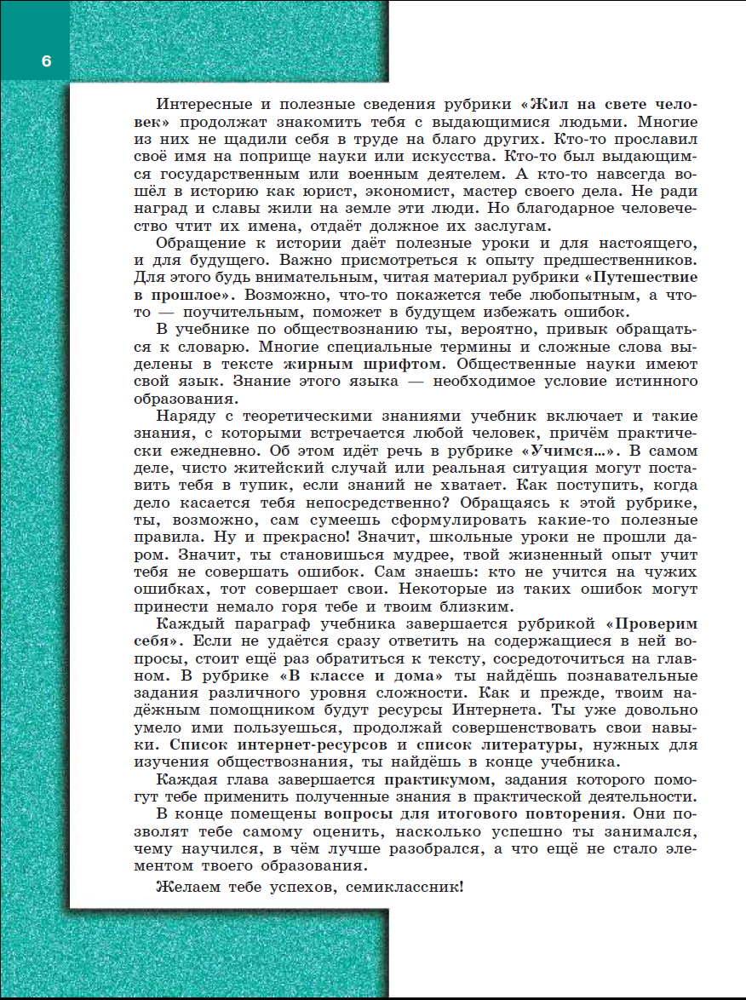 6
Интересные и полезные сведения рубрики «Жил на свете чело-
век» продолжат знакомить тебя с выдающимися людьми. Многие
из них не щадили себя в труде на благо других. Кто-то прославил
своё имя на поприще науки или искусства. Кто-то был выдающим-
ся государственным или военным деятелем. А кто-то навсегда во-
шёл в историю как юрист, экономист, мастер своего дела. Не ради
наград и славы жили на земле эти люди. Но благодарное человече-
ство чтит их имена, отдаёт должное их заслугам.
Обращение к истории даёт полезные уроки и для настоящего,
и для будущего. Важно присмотреться к опыту предшественников.
Для этого будь внимательным, читая материал рубрики «Путешествие
в прошлое». Возможно, что-то покажется тебе любопытным, а что-
то — поучительным, поможет в будущем избежать ошибок.
В учебнике по обществознанию ты, вероятно, привык обращать-
ся к словарю. Многие специальные термины и сложные слова вы-
делены в тексте жирным шрифтом. Общественные науки имеют
свой язык. Знание этого языка — необходимое условие истинного
образования.
Наряду с теоретическими знаниями учебник включает и такие
знания, с которыми встречается любой человек, причём практиче-
ски ежедневно. Об этом идёт речь в рубрике «Учимся...». В самом
деле, чисто житейский случай или реальная ситуация могут поста-
вить тебя в тупик, если знаний не хватает. Как поступить, когда
дело касается тебя непосредственно? Обращаясь к этой рубрике,
ты, возможно, сам сумеешь сформулировать какие-то полезные
правила. Ну и прекрасно! Значит, школьные уроки не прошли да-
ром. Значит, ты становишься мудрее, твой жизненный опыт учит
тебя не совершать ошибок. Сам знаешь: кто не учится на чужих
ошибках, тот совершает свои. Некоторые из таких ошибок могут
принести немало горя тебе и твоим близким.
Каждый параграф учебника завершается рубрикой «Проверим
себя». Если не удаётся сразу ответить на содержащиеся в ней во-
просы, стоит ещё раз обратиться к тексту, сосредоточиться на глав-
ном. В рубрике «В классе и дома» ты найдёшь познавательные
задания различного уровня сложности. Как и прежде, твоим на-
дёжным помощником будут ресурсы Интернета. Ты уже довольно
умело ими пользуешься, продолжай совершенствовать свои навы-
ки. Список интернет-ресурсов и список литературы, нужных для
изучения обществознания, ты найдёшь в конце учебника.
Каждая глава завершается практикумом, задания которого помо-
гут тебе применить полученные знания в практической деятельности.
В конце помещены вопросы для итогового повторения. Они по-
зволят тебе самому оценить, насколько успешно ты занимался,
чему научился, в чём лучше разобрался, а что ещё не стало эле-
ментом твоего образования.
Желаем тебе успехов, семиклассник!